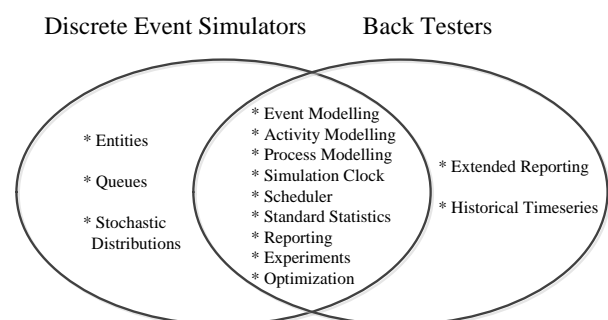 Discrete Event Simulators
Back Testers
* Entities
* Queues
* Stochastic
Distributions
* Event Modelling
* Activity Modelling
* Process Modelling
* Simulation Clock
* Scheduler
* Standard Statistics
* Reporting
* Experiments
* Optimization
* Extended Reporting
* Historical Timeseries